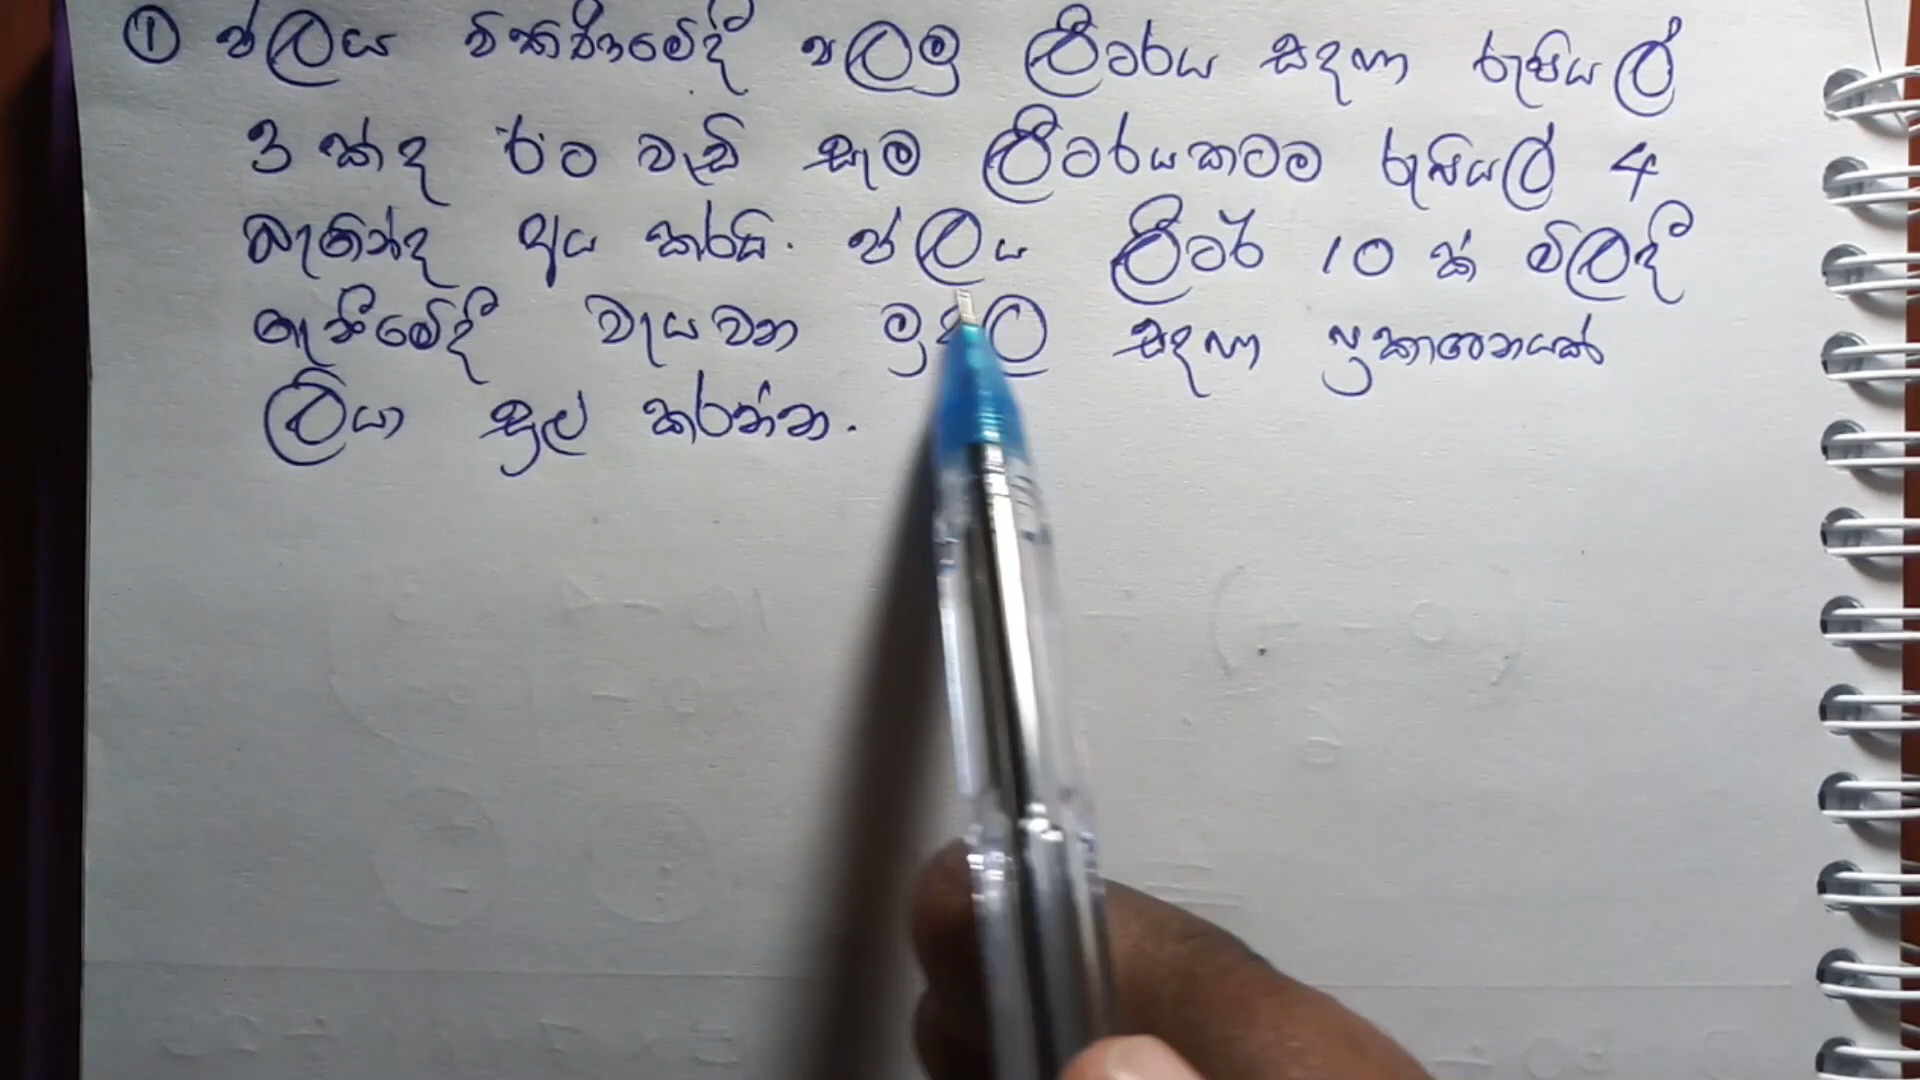 ① ජලය විකිණීමේදී පලමු ලීටරය සඳහා රුපියල්
3 ක්ද ඊට වැඩි සෑම ලීටරයකටම රුපියල් 4
බැගින්ද අය කරයි. ජලය ලීටර් 10 ක් මිලදී
ගැනීමේදී වැය වන මුදල සඳහා ප්‍රකාශනයක්
ලියා සුළු කරන්න.